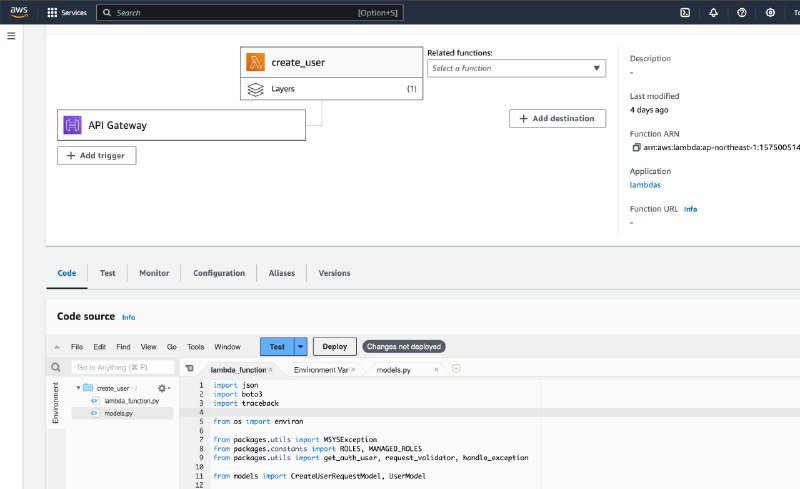 aws
Services
Search
[Option+S]
create_user
Layers
(1)
Related functions:
Select a function
API Gateway
+ Add trigger
+ Add destination
Description
-
Last modified
4 days ago
Function ARN
arn:aws:lambda:ap-northeast-1:157500514
Application
lambdas
Function URL Info
-
Code Test Monitor Configuration Aliases Versions
Code source Info
File Edit Find View Go Tools Window Test Deploy Changes not deployed
Go to Anything (⌘ P)
lambda_function × Environment Var × models.py ×
Environment
create_user /
lambda_function.py
models.py
1 import json
2 import boto3
3 import traceback
4
5 from os import environ
6
7 from packages.utils import MSYSException
8 from packages.constants import ROLES, MANAGED_ROLES
9 from packages.utils import get_auth_user, request_validator, handle_exception
10
11 from models import CreateUserRequestModel, UserModel
12